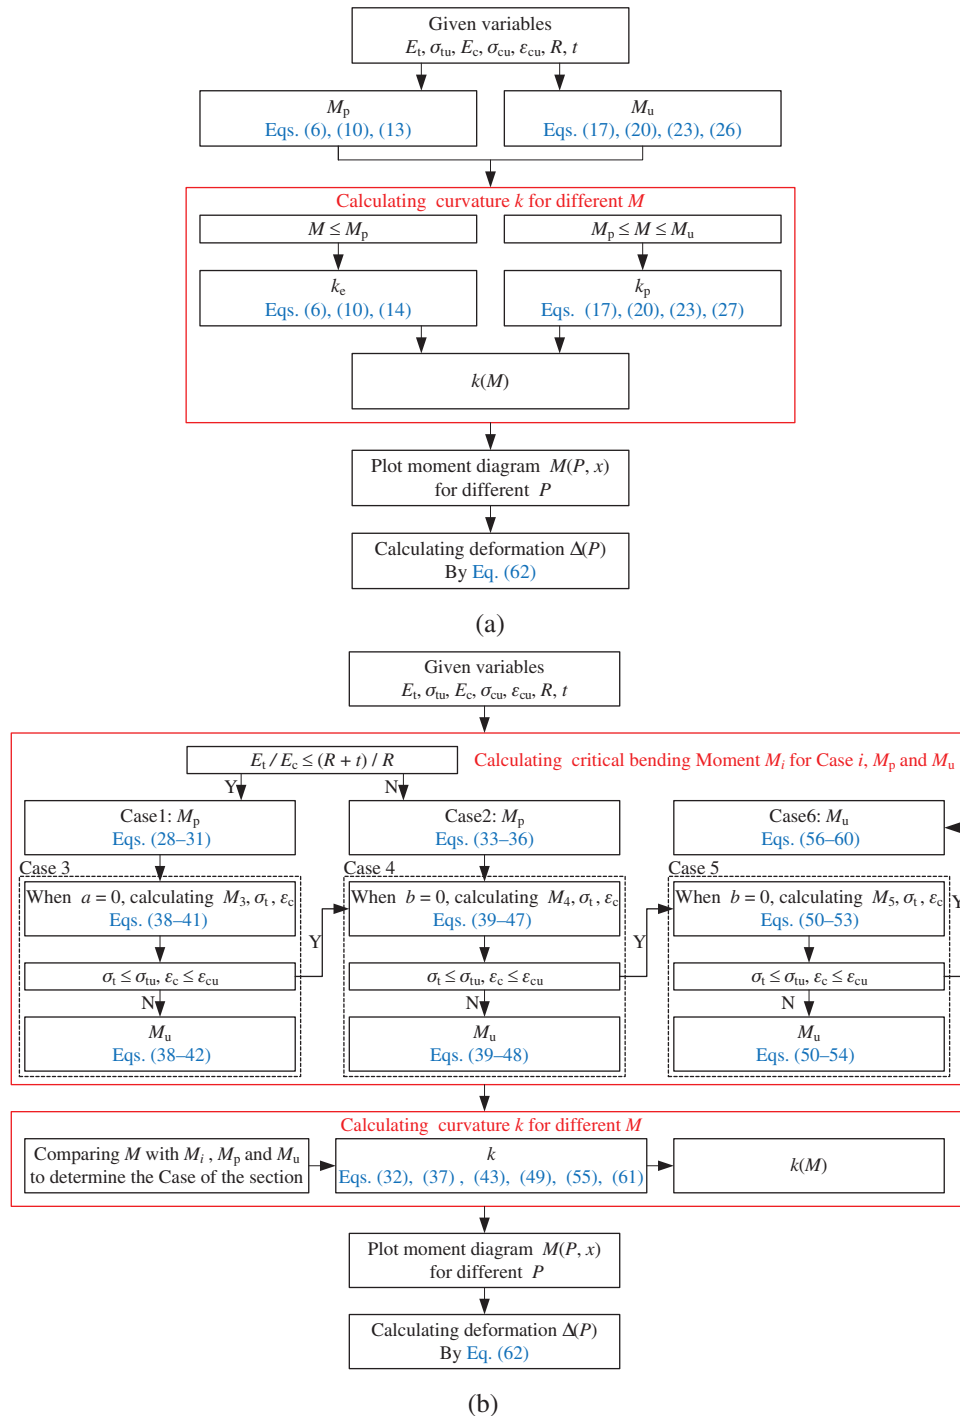 Given variables
Et, σtu, Ec, σcu, εcu, R, t
Mp
Eqs. (6), (10), (13)
Mu
Eqs. (17), (20), (23), (26)
Calculating curvature k for different M
M ≤ Mp
Mp ≤ M ≤ Mu
ke
Eqs. (6), (10), (14)
kp
Eqs. (17), (20), (23), (27)
k(M)
Plot moment diagram M(P, x)
for different P
Calculating deformation Δ(P)
By Eq. (62)
(a)
Given variables
Et, σtu, Ec, σcu, εcu, R, t
Calculating critical bending Moment Mi for Case i, Mp and Mu
Et / Ec ≤ (R + t) / R
Y
N
Case1: Mp
Eqs. (28–31)
Case2: Mp
Eqs. (33–36)
Case6: Mu
Eqs. (56–60)
Case 3
When a = 0, calculating M3, σt, εc
Eqs. (38–41)
σt ≤ σtu, εc ≤ εcu
N
Mu
Eqs. (38–42)
Y
Case 4
When b = 0, calculating M4, σt, εc
Eqs. (39–47)
σt ≤ σtu, εc ≤ εcu
N
Mu
Eqs. (39–48)
Y
Case 5
When b = 0, calculating M5, σt, εc
Eqs. (50–53)
σt ≤ σtu, εc ≤ εcu
N
Mu
Eqs. (50–54)
Y
Calculating curvature k for different M
Comparing M with Mi, Mp and Mu
to determine the Case of the section
k
Eqs. (32), (37), (43), (49), (55), (61)
k(M)
Plot moment diagram M(P, x)
for different P
Calculating deformation Δ(P)
By Eq. (62)
(b)